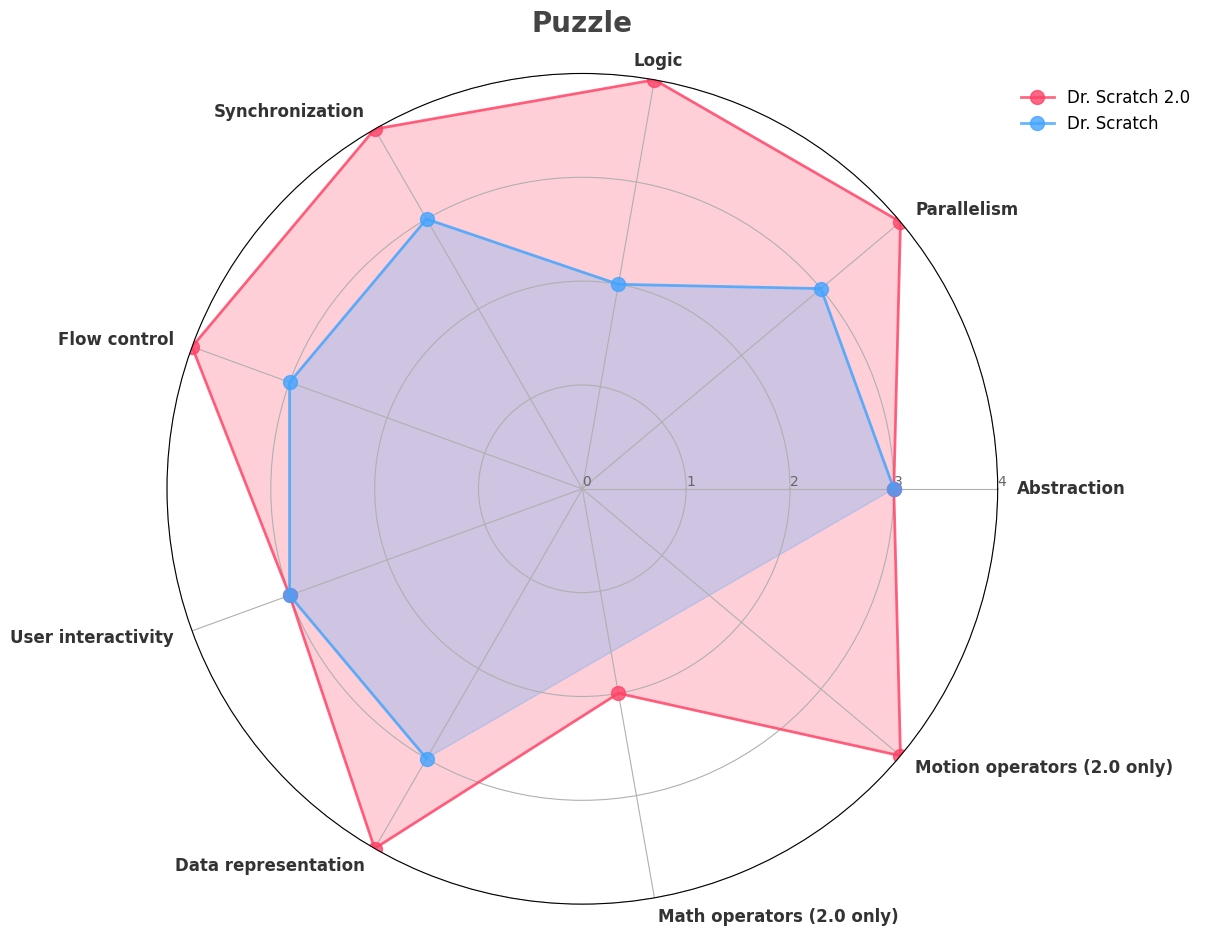 Puzzle
Logic
Dr. Scratch 2.0
Dr. Scratch
Synchronization
Parallelism
Flow control
0 1 2 3 4
Abstraction
User interactivity
Motion operators (2.0 only)
Data representation
Math operators (2.0 only)